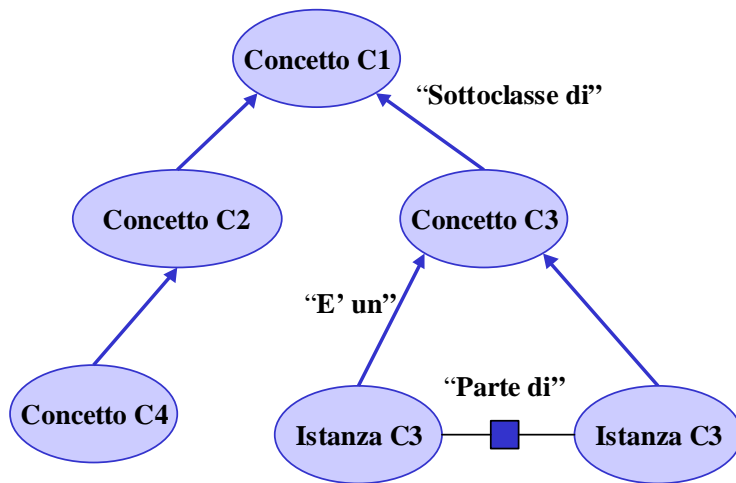 Concetto C1
“Sottoclasse di”
Concetto C2
Concetto C3
“E’ un”
“Parte di”
Concetto C4
Istanza C3
Istanza C3